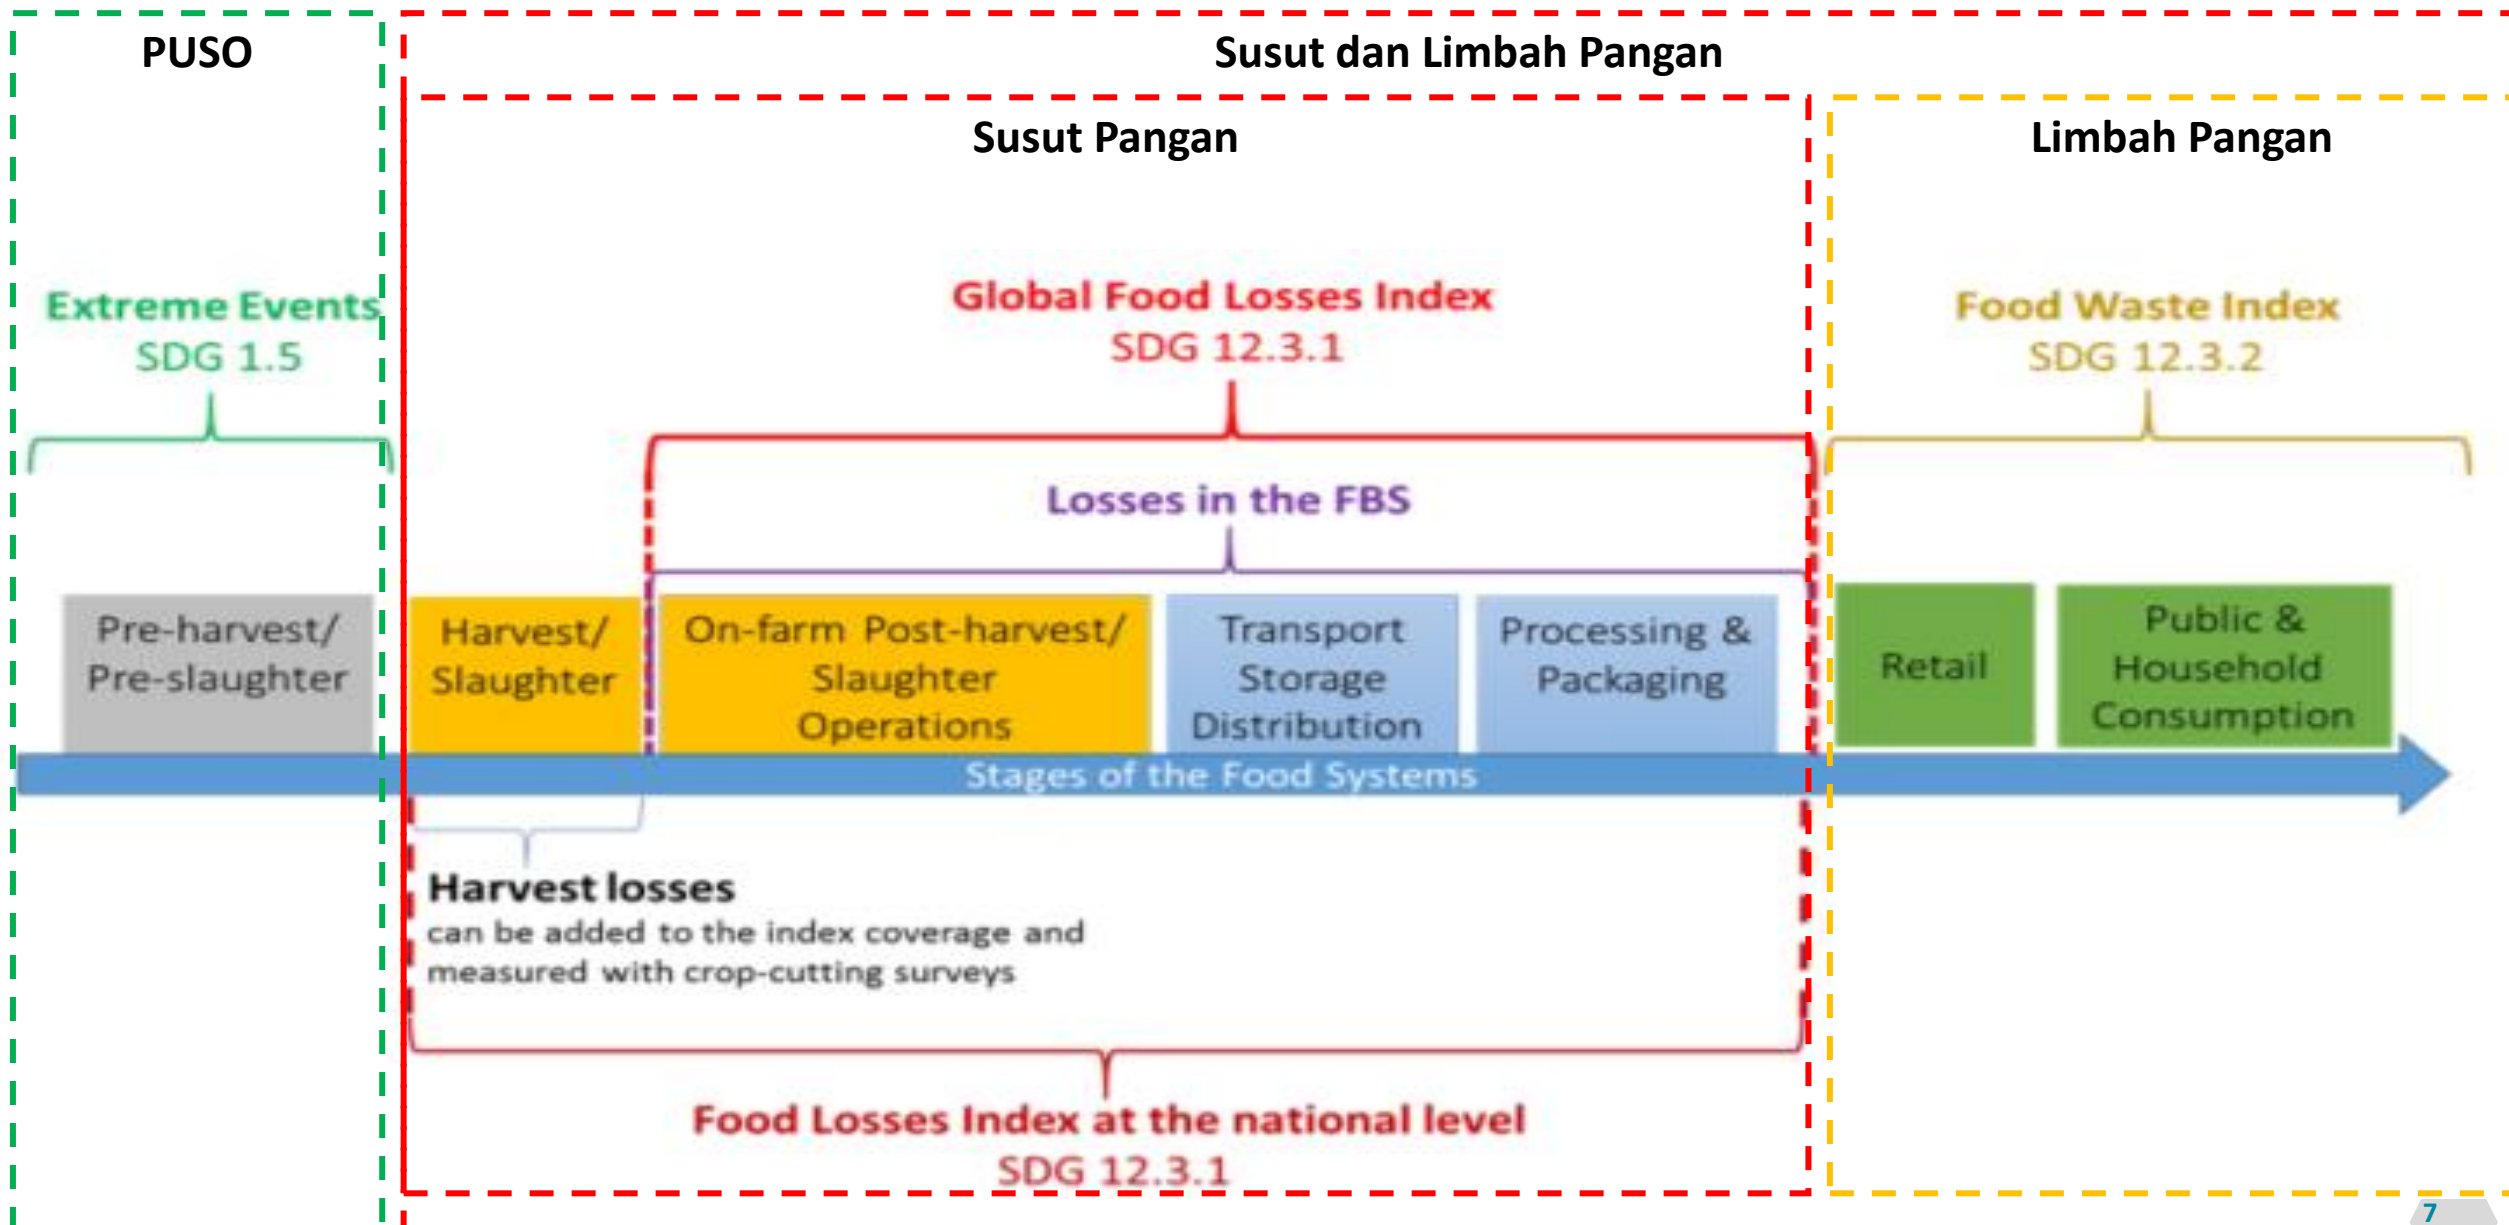 PUSO
Susut dan Limbah Pangan
Susut Pangan
Limbah Pangan
Extreme Events
SDG 1.5
Global Food Losses Index
SDG 12.3.1
Food Waste Index
SDG 12.3.2
Losses in the FBS
Pre-harvest/
Pre-slaughter
Harvest/
Slaughter
On-farm Post-harvest/
Slaughter
Operations
Transport
Storage
Distribution
Processing &
Packaging
Retail
Public &
Household
Consumption
Stages of the Food Systems
Harvest losses
can be added to the index coverage and
measured with crop-cutting surveys
Food Losses Index at the national level
SDG 12.3.1
7